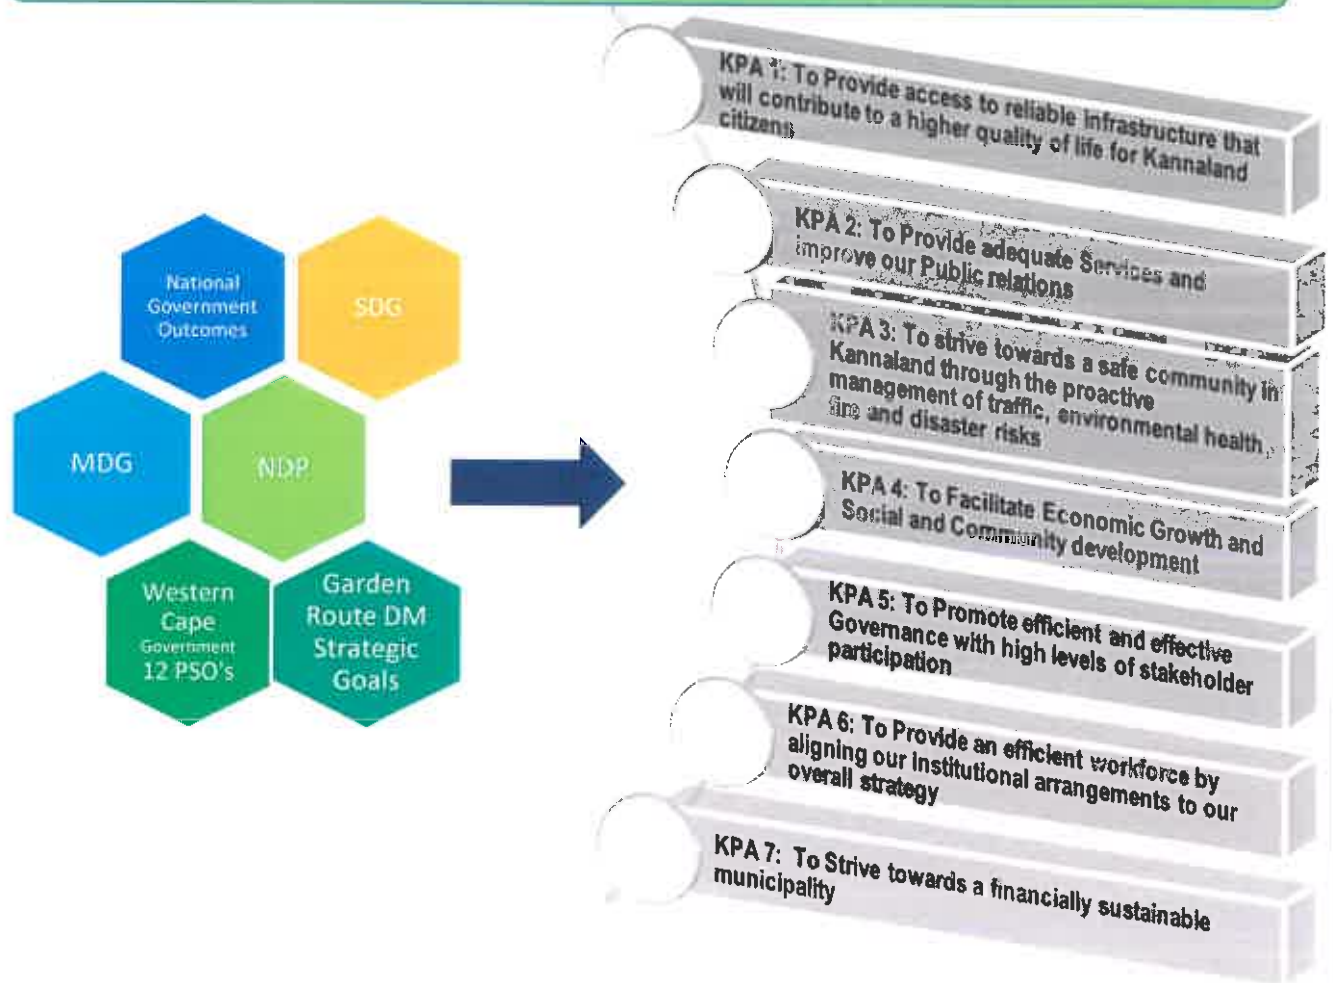 National
Government
Outcomes
SDG
MDG
NDP
Western
Cape
Government
12 PSO's
Garden
Route DM
Strategic
Goals
KPA 1: To Provide access to reliable infrastructure that
will contribute to a higher quality of life for Kannaland
citizens
KPA 2: To Provide adequate Services and
improve our Public relations
KPA 3: To strive towards a safe community in
Kannaland through the proactive
management of traffic, environmental health,
fire and disaster risks
KPA 4: To Facilitate Economic Growth and
Social and Community development
KPA 5: To Promote efficient and effective
Governance with high levels of stakeholder
participation
KPA 6: To Provide an efficient workforce by
aligning our institutional arrangements to our
overall strategy
KPA 7: To Strive towards a financially sustainable
municipality